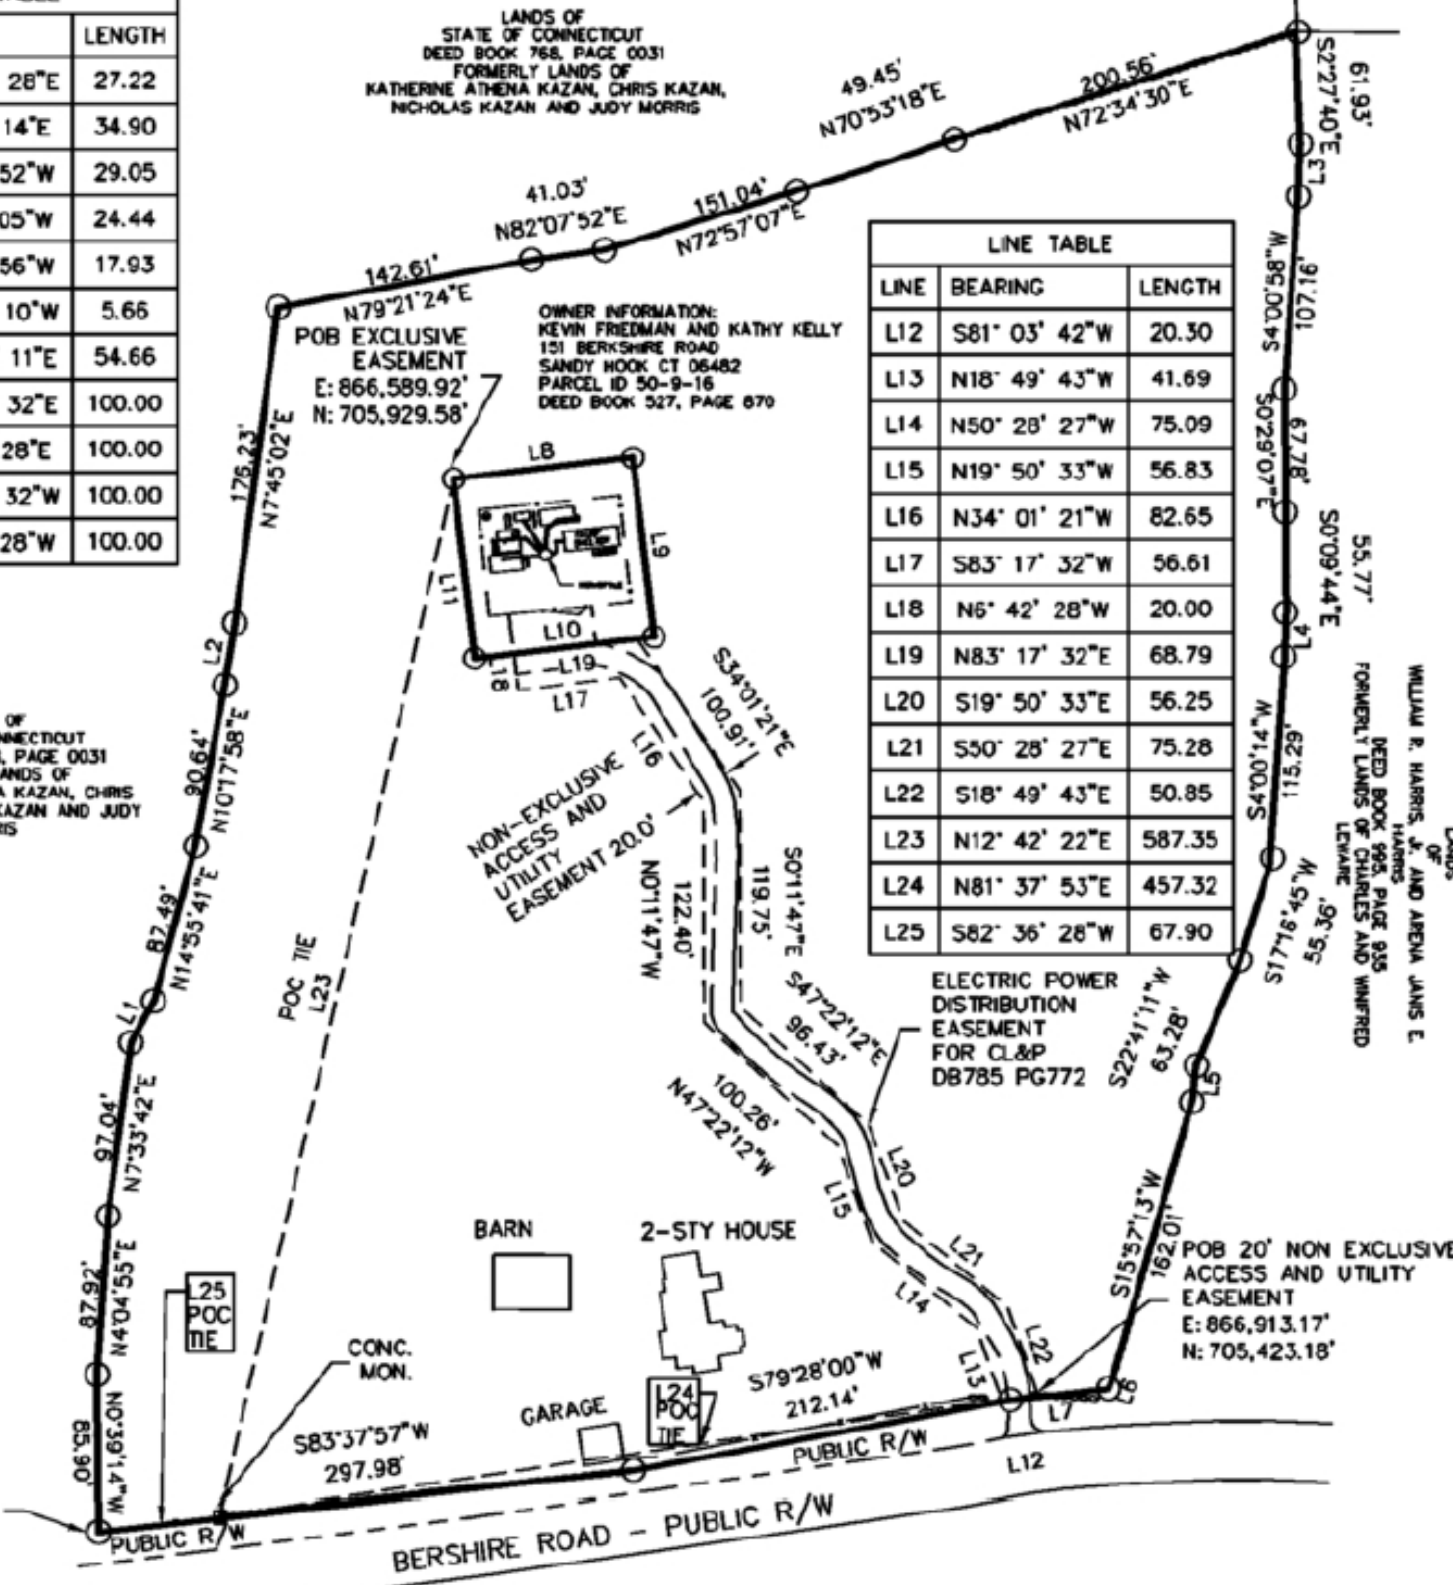 LENGTH
28"E 27.22
14"E 34.90
52"W 29.05
05"W 24.44
56"W 17.93
10"W 5.66
11"E 54.66
32"E 100.00
28"E 100.00
32"W 100.00
28"W 100.00
LANDS OF
STATE OF CONNECTICUT
DEED BOOK 768, PAGE 0031
FORMERLY LANDS OF
KATHERINE ATHENA KAZAN, CHRIS KAZAN,
NICHOLAS KAZAN AND JUDY MORRIS
142.61'
N79°21'24"E
41.03'
N82°07'52"E
151.04'
N72°57'07"E
49.45'
N70°53'18"E
200.56'
N72°34'30"E
61.93'
S2°27'40"E
L3
S4°00'58"W
107.16'
67.78'
S0°29'07"E
55.77'
S0°09'44"E
L4
S4°00'14"W
115.29'
S17°16'45"W
55.36'
S22°41'11"W
63.28'
L5
S15°57'13"W
162.01'
L6
L7
WILLIAM R. HARRIS, JR. AND ARENA JANIS E.
HARRIS
DEED BOOK 995, PAGE 935
FORMERLY LANDS OF CHARLES AND WINIFRED
LEWARE
OWNER INFORMATION:
KEVIN FRIEDMAN AND KATHY KELLY
151 BERKSHIRE ROAD
SANDY HOOK CT 06482
PARCEL ID 50-9-16
DEED BOOK 527, PAGE 670
POB EXCLUSIVE
EASEMENT
E: 866,589.92'
N: 705,929.58'
LINE TABLE
LINE BEARING LENGTH
L12 S81° 03' 42"W 20.30
L13 N18° 49' 43"W 41.69
L14 N50° 28' 27"W 75.09
L15 N19° 50' 33"W 56.83
L16 N34° 01' 21"W 82.65
L17 S83° 17' 32"W 56.61
L18 N6° 42' 28"W 20.00
L19 N83° 17' 32"E 68.79
L20 S19° 50' 33"E 56.25
L21 S50° 28' 27"E 75.28
L22 S18° 49' 43"E 50.85
L23 N12° 42' 22"E 587.35
L24 N81° 37' 53"E 457.32
L25 S82° 36' 28"W 67.90
176.23'
N7°45'02"E
L2
90.64'
N10°17'58"E
87.49'
N14°55'41"E
L1
97.04'
N7°33'42"E
87.92'
N4°04'55"E
85.90'
N0°39'14"W
OF
PAGE 0031
KAZAN, CHRIS
KAZAN AND JUDY
L8
L9
L10
L11
L19
18
L17
L16
S34°01'21"E
100.91'
NON-EXCLUSIVE
ACCESS AND
UTILITY
EASEMENT 20.0'
N0°11'47"W
122.40'
119.75'
S0°11'47"E
S47°22'12"E
96.43'
100.26'
N47°22'12"W
POC TIE
L23
ELECTRIC POWER
DISTRIBUTION
EASEMENT
FOR CL&P
DB785 PG772
L20
L15
L21
L14
L22
L13
POB 20' NON EXCLUSIVE
ACCESS AND UTILITY
EASEMENT
E: 866,913.17'
N: 705,423.18'
BARN
2-STY HOUSE
L25
POC
TIE
CONC.
MON.
GARAGE
L24
POC
TIE
S79°28'00"W
212.14'
S83°37'57"W
297.98'
PUBLIC R/W
L12
PUBLIC R/W
BERSHIRE ROAD - PUBLIC R/W